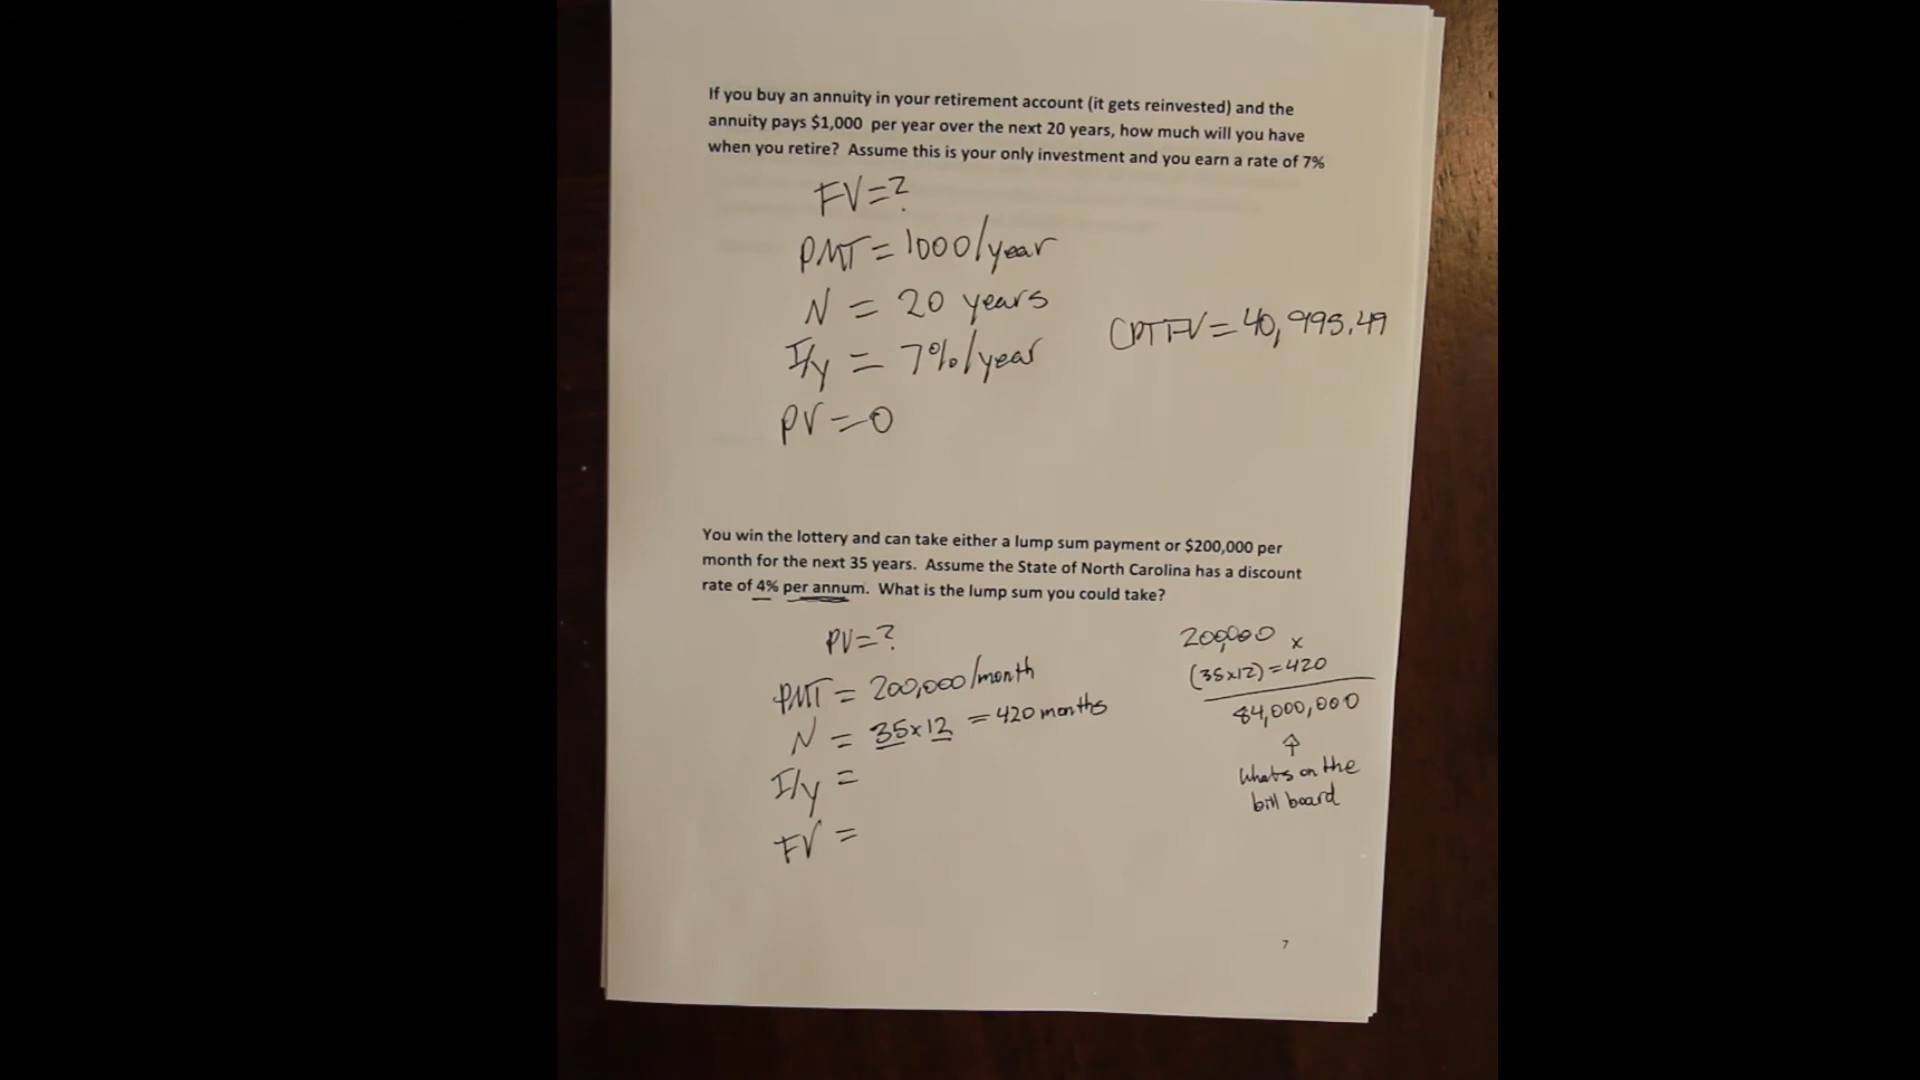 If you buy an annuity in your retirement account (it gets reinvested) and the
annuity pays $1,000 per year over the next 20 years, how much will you have
when you retire? Assume this is your only investment and you earn a rate of 7%
FV=?
PMT = 1000/year
N = 20 years
I/y = 7%/year
PV=0
CPT FV = 40,995.49
You win the lottery and can take either a lump sum payment or $200,000 per
month for the next 35 years. Assume the State of North Carolina has a discount
rate of 4% per annum. What is the lump sum you could take?
PV=?
PMT = 200,000/month
N = 35x12 = 420 months
I/y =
FV =
200,000 x
(35x12)=420
84,000,000
↑
Whats on the
bill board
7